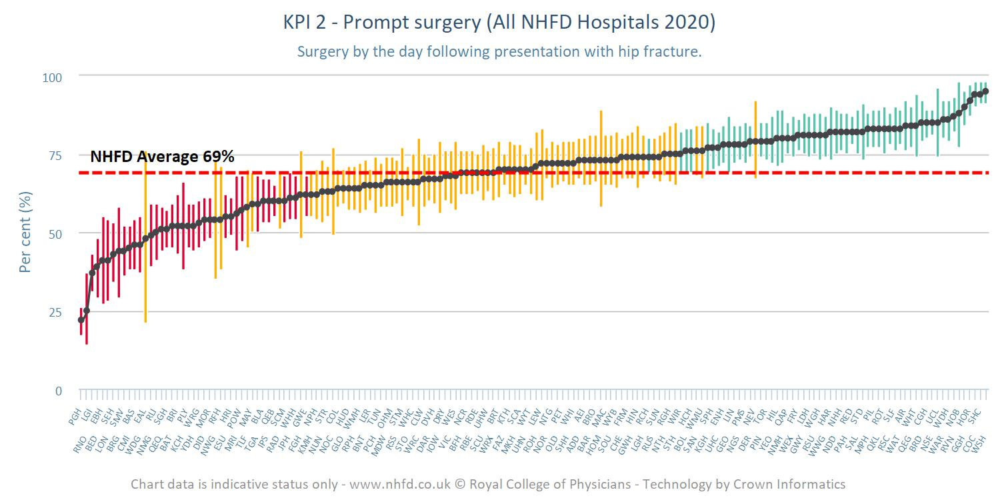 KPI 2 - Prompt surgery (All NHFD Hospitals 2020)
Surgery by the day following presentation with hip fracture.
Per cent (%)
100
75
50
25
0
NHFD Average 69%
PGH LGI EBH SEH SMV BAS EAL RLI SGH BRI PLY WRG MOR RFH HRI POW MAY BLA QEB SCM WHH GWE NPH STR COL HUD WMH LER TUN OHM STM WHC CLW DVH DRY WES NCR RDE UHW BRT KTH SCA WYT LEW NTG PET WHI AEI BRO MAC WYB FRM HIN RCH SUN RGH WIR HCH WMU SPH ENH LIN PMS NEV TOR HIL QAP FRY LDH WGH HAR NHH RED STD PIL ROT SLF AIR WHT CGH UCL WDH NOB HOR SHC
RNO BED LON BRG CMI WDG NMG QEQ BAT KCH YDH DID NWG ESU MRI TLF TGA IPS RAD JPH FGH KMH NUN NOC GLO RPH BNT PCH MDW RSS STO WRC DAR IOW VIC BFH RBE SCU WRX FAZ MKH UHN ROH NOR OLD SHH ADD BAR HOM SOU CHE GWH LGH RUS NTH STH BOL SAN KGH UHC GEO NGS DER PIN YEO NMH WEX GWY RSU WWG NDD PAH SAL MPH QKL RSC WAT QEG BRD NSE WAR RVN GGH COC WSH
Chart data is indicative status only - www.nhfd.co.uk © Royal College of Physicians - Technology by Crown Informatics